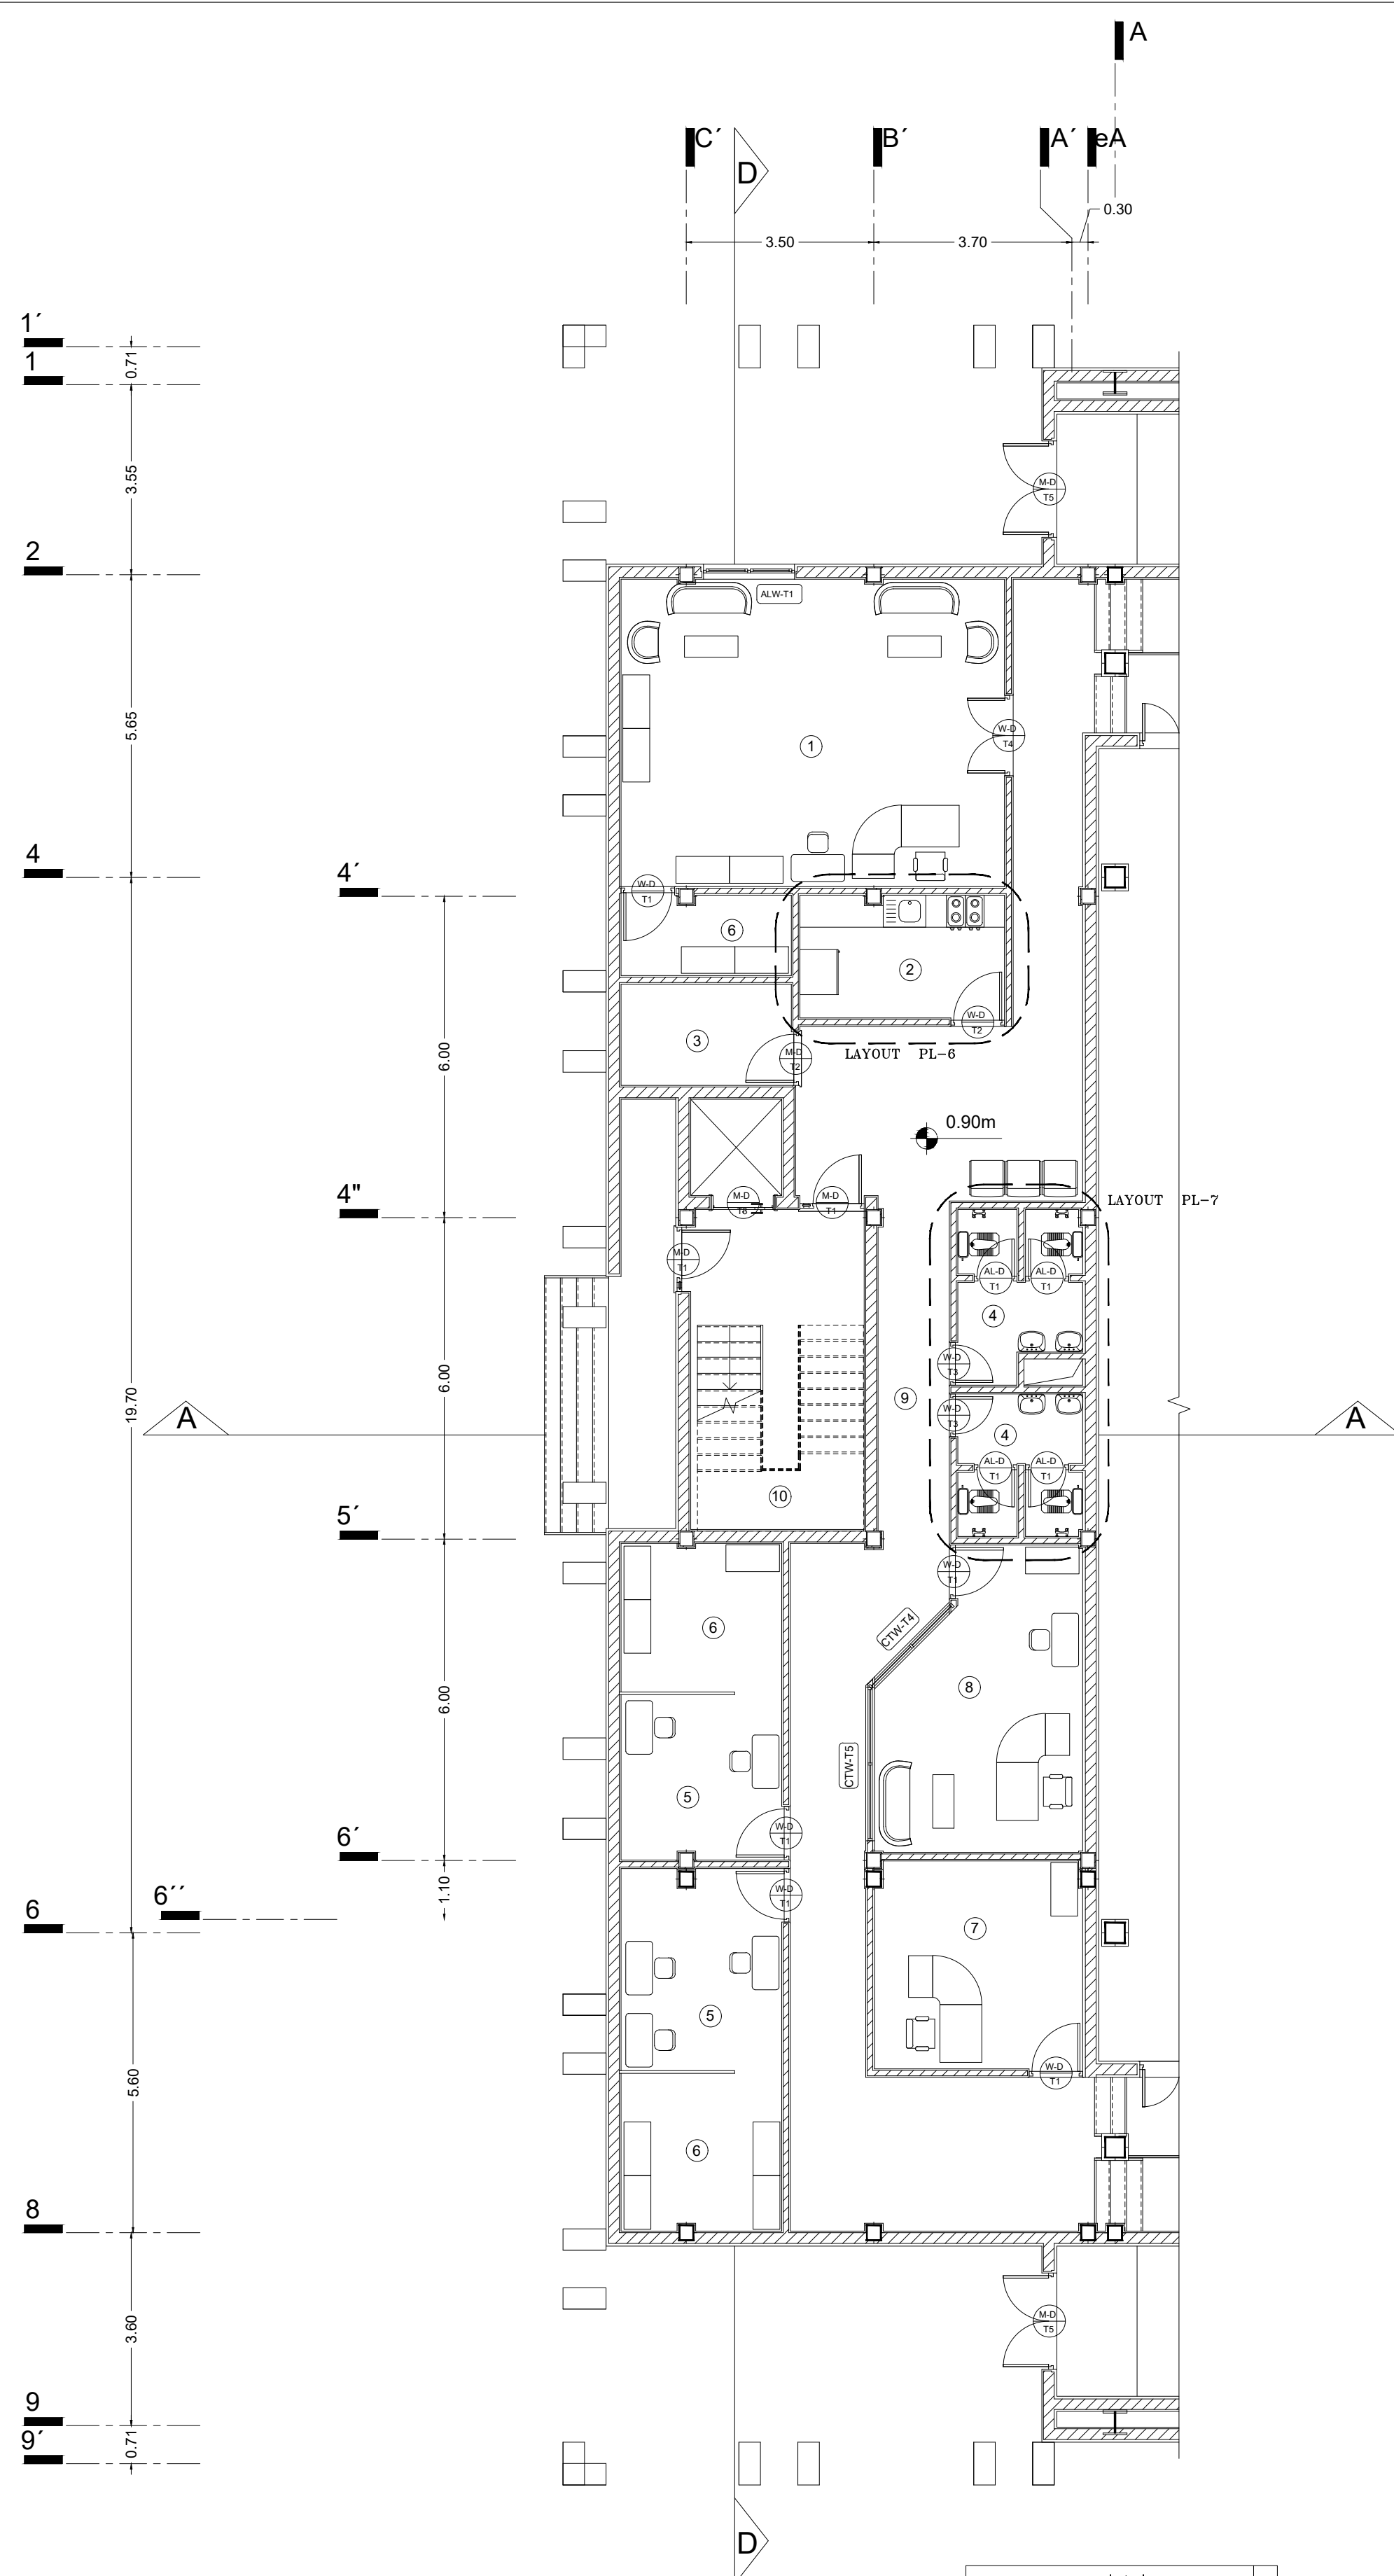 A
C´
B´
A´
eA
D
0.30
3.50
3.70
1´
1
0.71
3.55
M-D
T5
2
ALW-T1
5.65
W-D
T4
1
4
4´
W-D
T1
6
2
W-D
T2
3
M-D
T2
LAYOUT PL-6
6.00
0.90m
4"
M-D
T6
M-D
T1
LAYOUT PL-7
M-D
T1
AL-D
T1
AL-D
T1
4
W-D
T3
6.00
19.70
9
W-D
T3
A
A
4
AL-D
T1
AL-D
T1
10
5´
W-D
T1
6
CTW-T4
8
6.00
CTW-T5
5
W-D
T1
6´
1.10
W-D
T1
6
6´´
7
5
W-D
T1
5.60
6
8
M-D
T5
3.60
9
9´
0.71
D